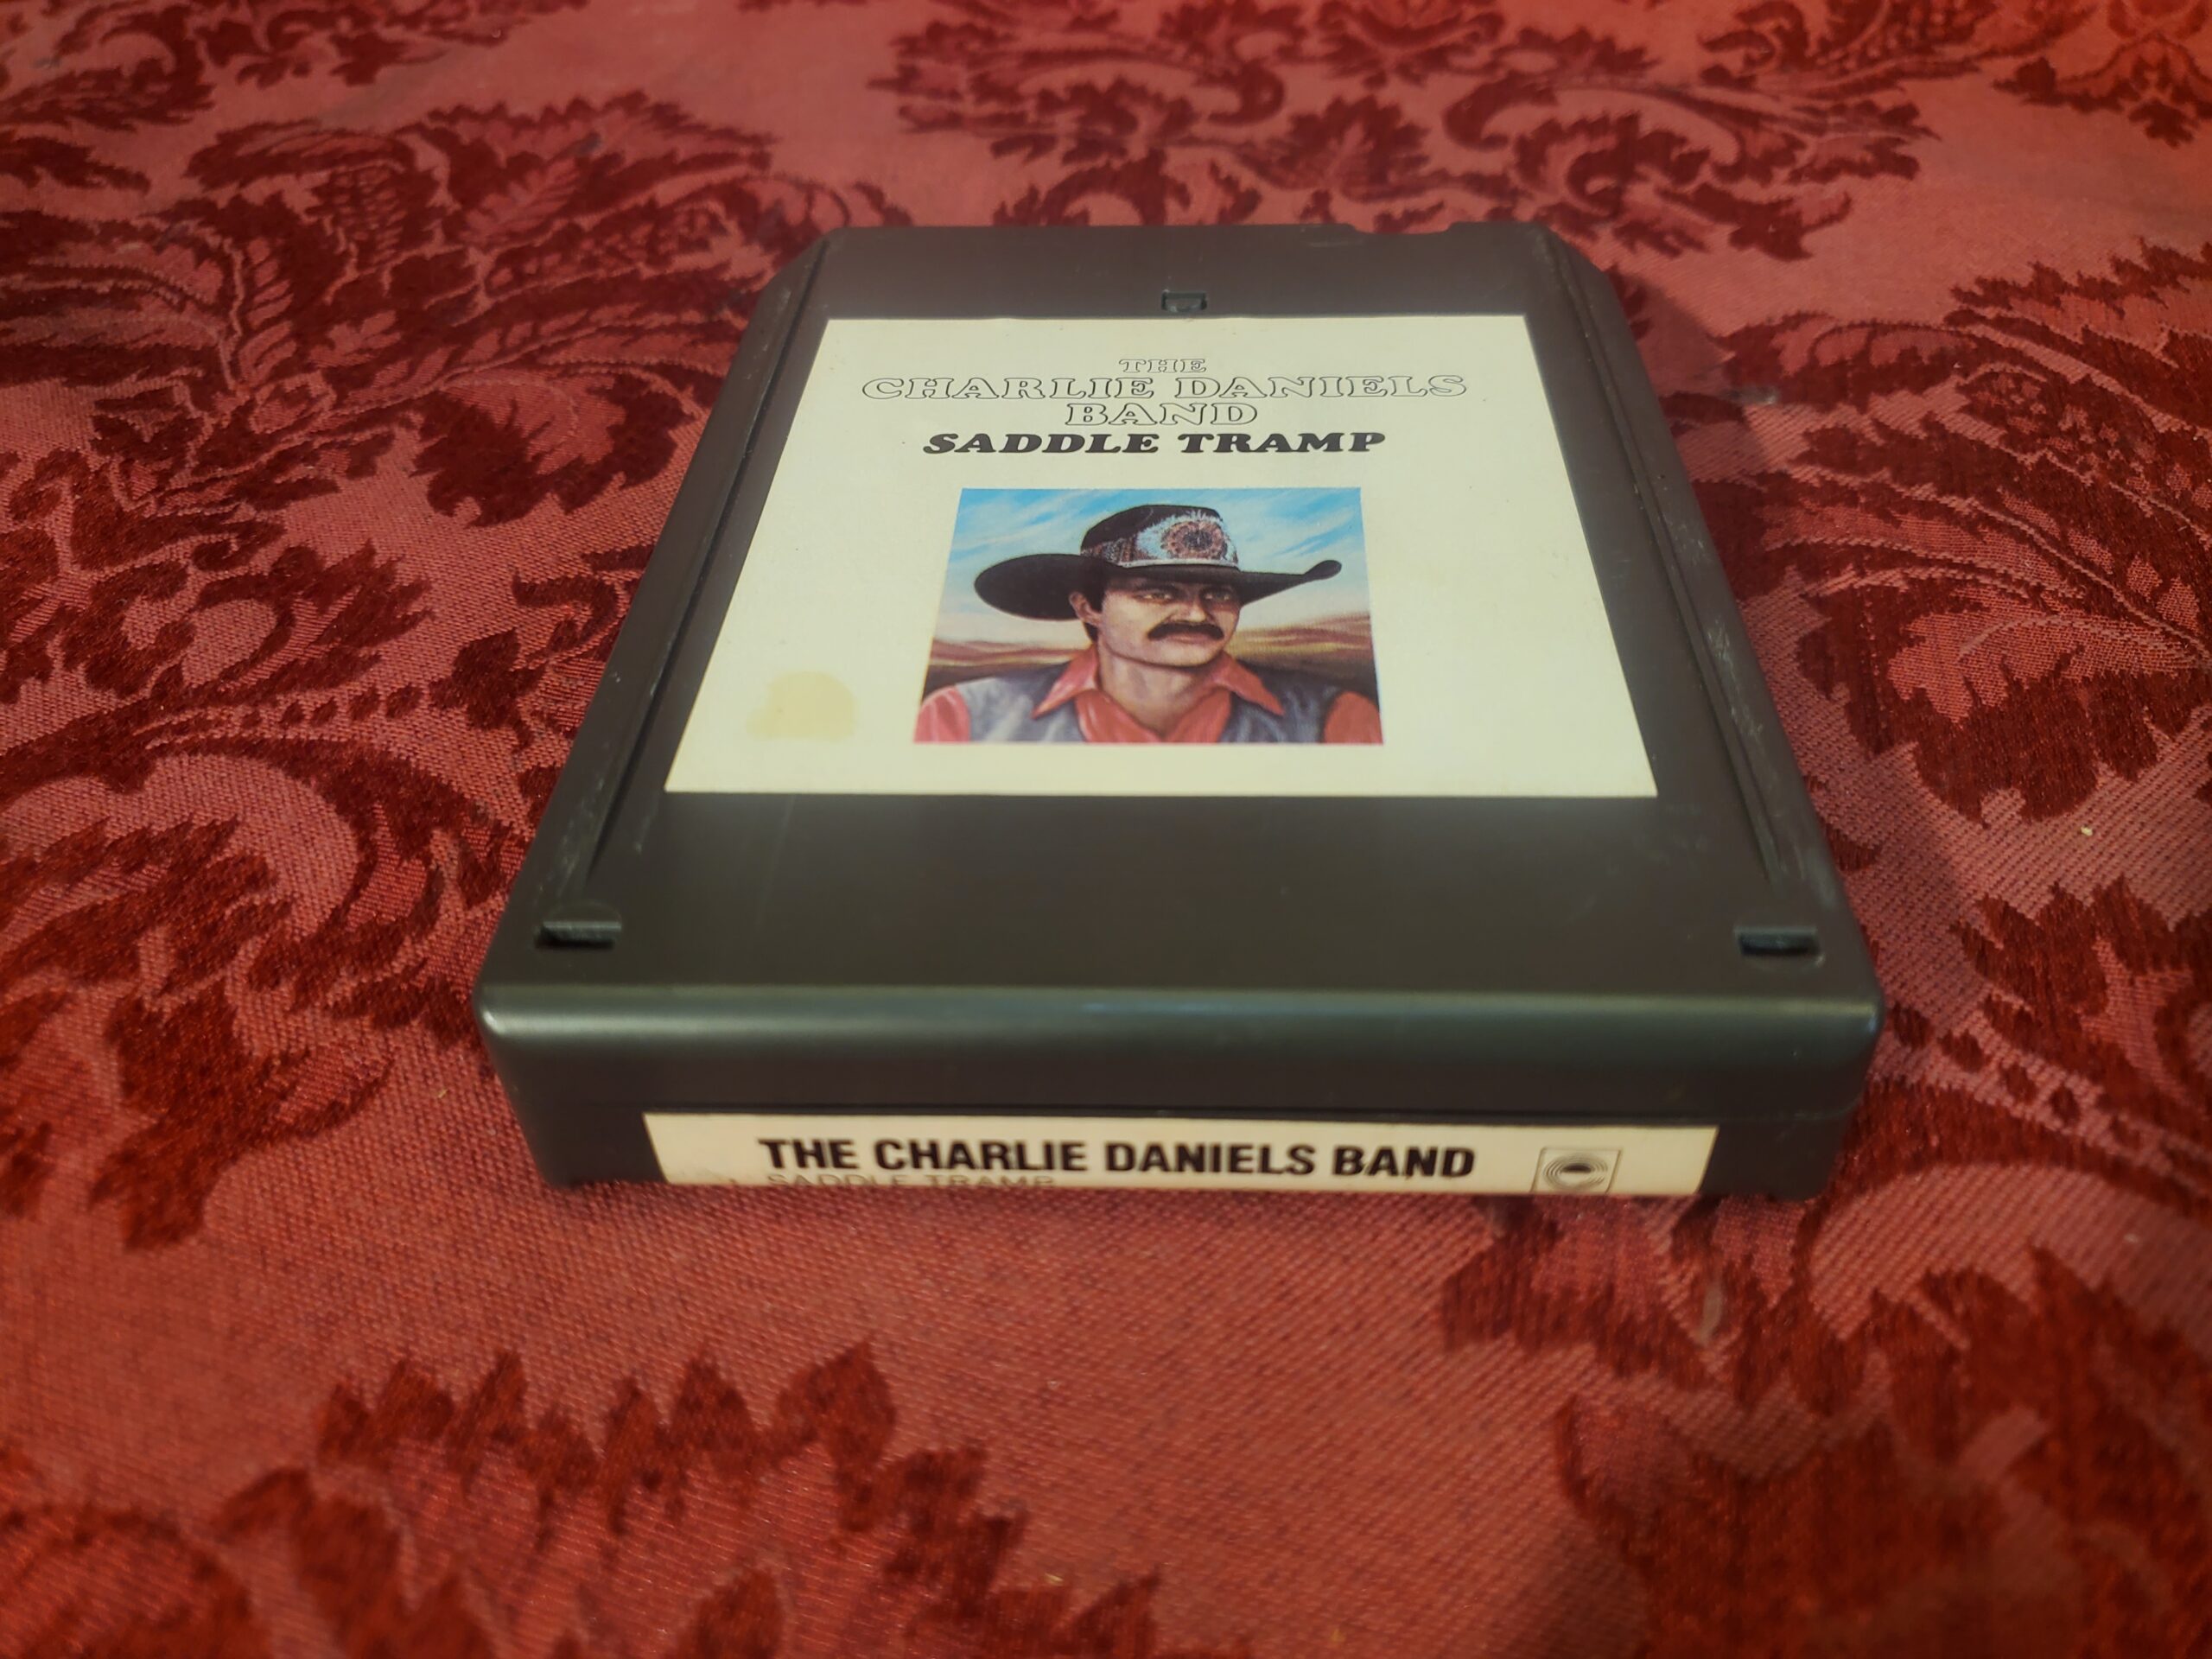 THE
CHARLIE DANIELS
BAND
SADDLE TRAMP
THE CHARLIE DANIELS BAND
SADDLE TRAMP